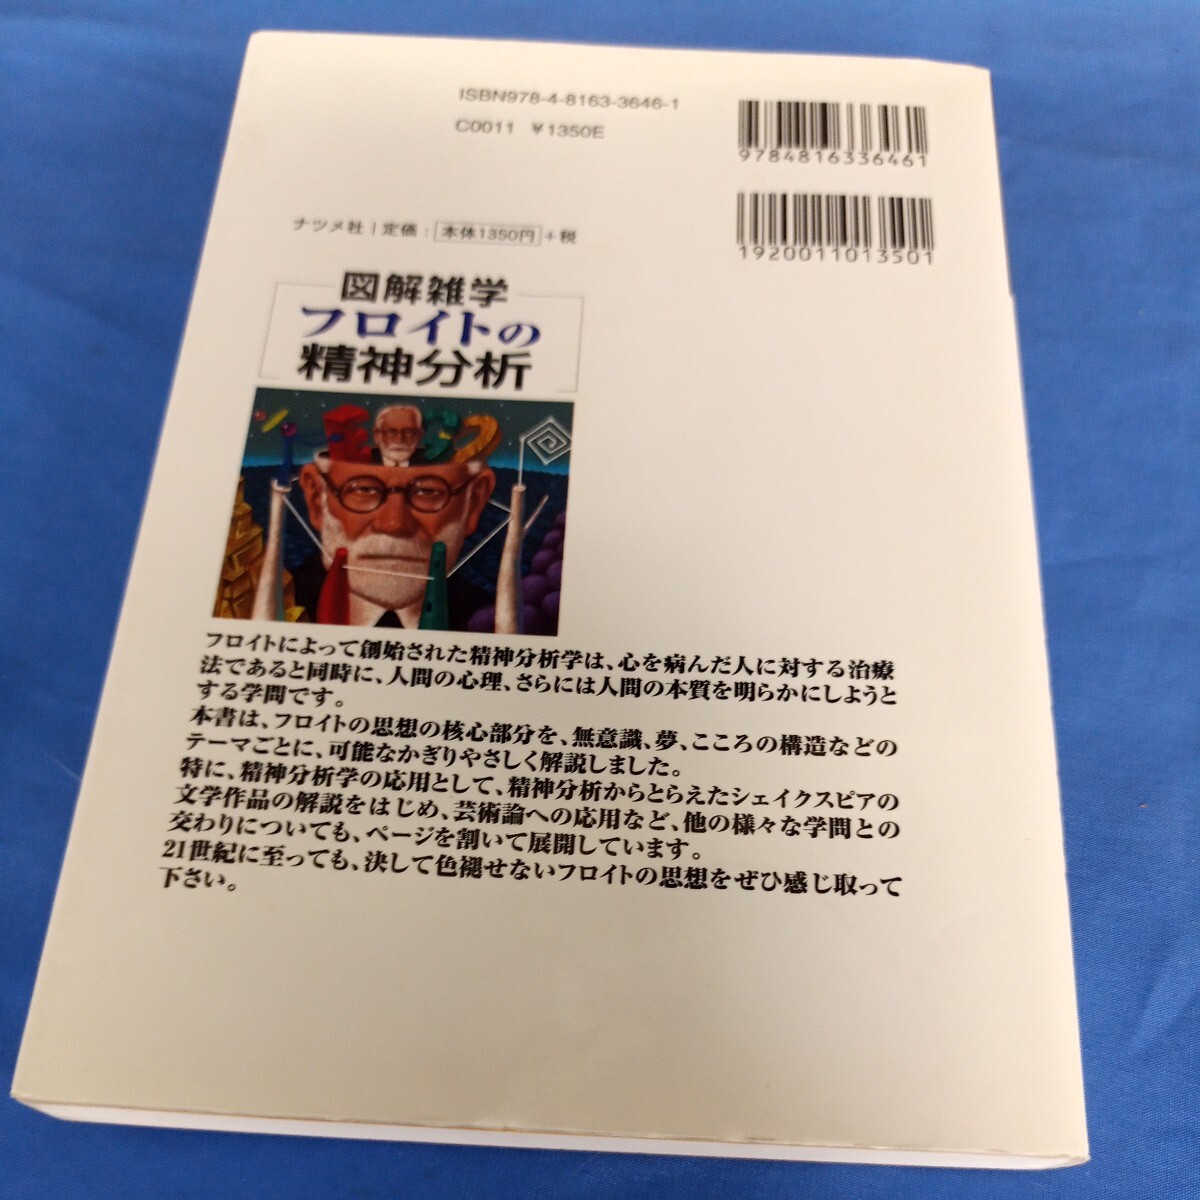 ISBN978-4-8163-3646-1
C0011 ¥1350E
9784816336461
1920011013501
ナツメ社 | 定価: 本体1350円 +税
図解雑学
フロイトの
精神分析
フロイトによって創始された精神分析学は、心を病んだ人に対する治療
法であると同時に、人間の心理、さらには人間の本質を明らかにしようと
する学問です。
本書は、フロイトの思想の核心部分を、無意識、夢、こころの構造などの
テーマごとに、可能なかぎりやさしく解説しました。
特に、精神分析学の応用として、精神分析からとらえたシェイクスピアの
文学作品の解説をはじめ、芸術論への応用など、他の様々な学問との
交わりについても、ページを割いて展開しています。
21世紀に至っても、決して色褪せないフロイトの思想をぜひ感じ取って
下さい。